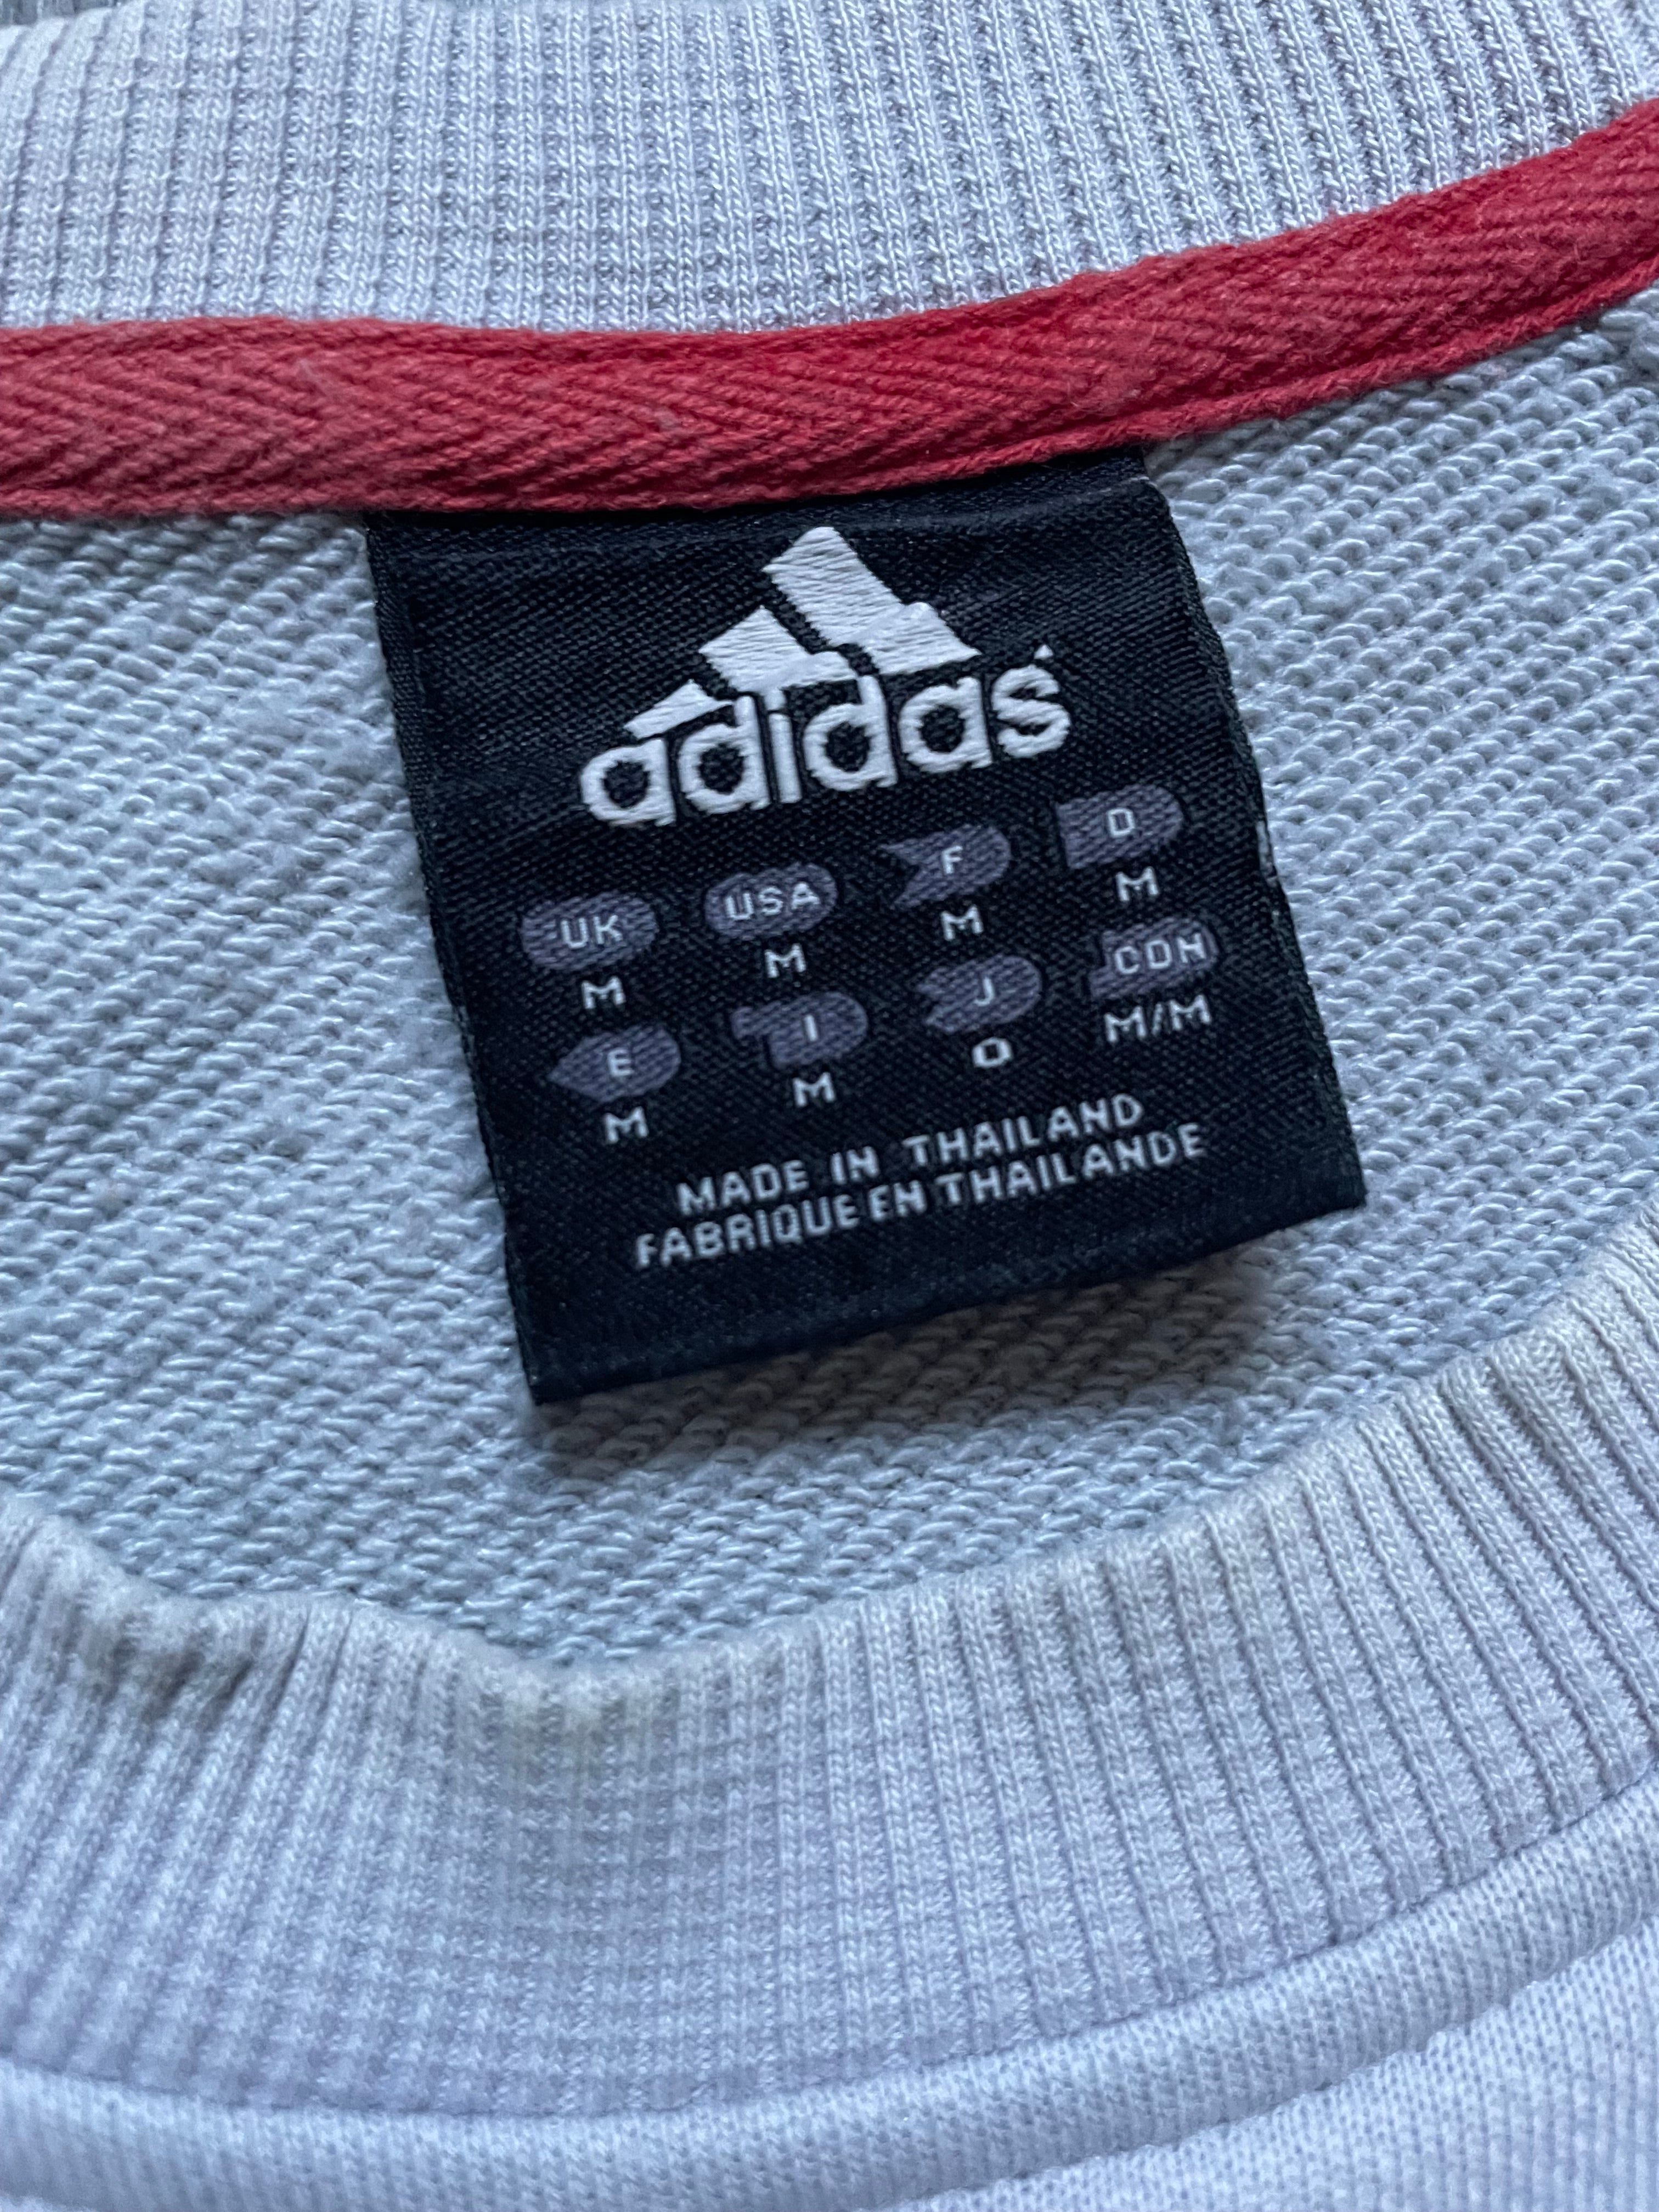 adidas
UK USA F D
M M M M
E I J CDN
M M O M/M
MADE IN THAILAND
FABRIQUE EN THAILANDE